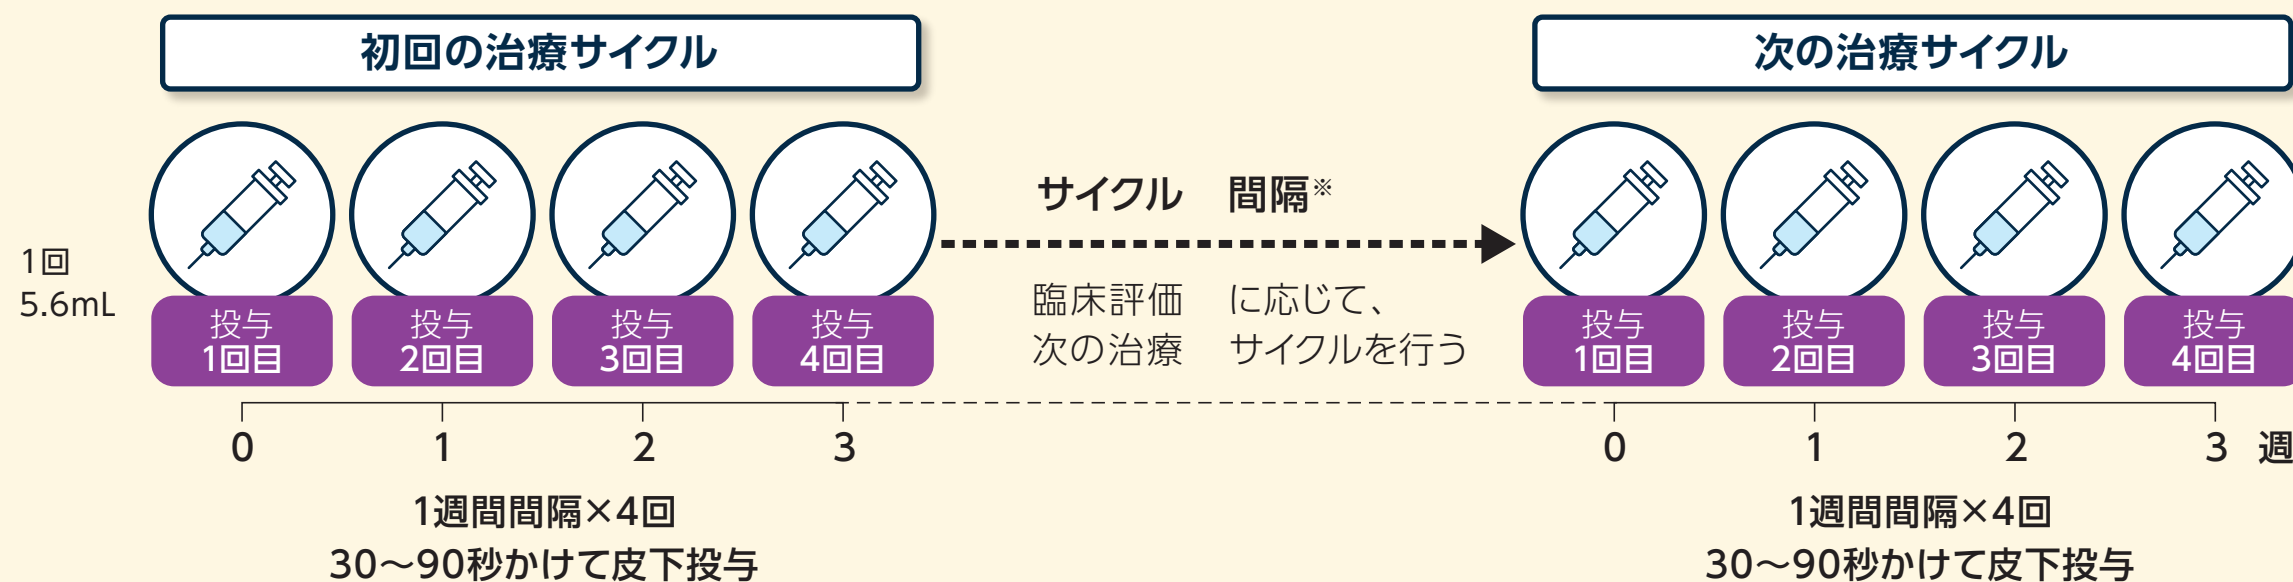 初回の治療サイクル
次の治療サイクル
1回
5.6mL
投与
1回目
投与
2回目
投与
3回目
投与
4回目
サイクル 間隔※
臨床評価 に応じて、
次の治療 サイクルを行う
投与
1回目
投与
2回目
投与
3回目
投与
4回目
0 1 2 3
0 1 2 3 週
1週間間隔×4回
30〜90秒かけて皮下投与
1週間間隔×4回
30〜90秒かけて皮下投与